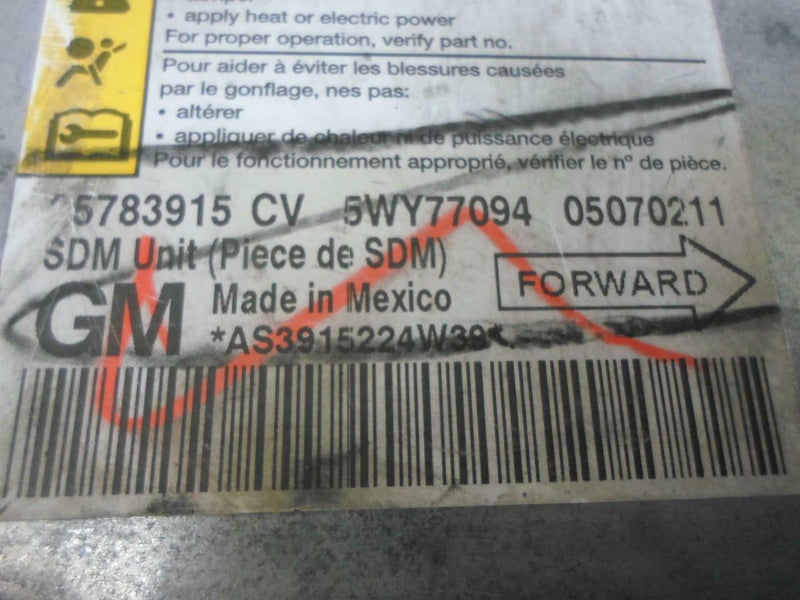 • apply heat or electric power
For proper operation, verify part no.
Pour aider à éviter les blessures causées
par le gonflage, nes pas:
• altérer
• appliquer de chaleur ni de puissance électrique
Pour le fonctionnement approprié, vérifier le nº de pièce.
5783915 CV 5WY77094 05070211
SDM Unit (Piece de SDM)
GM Made in Mexico
FORWARD
*AS3915224W39